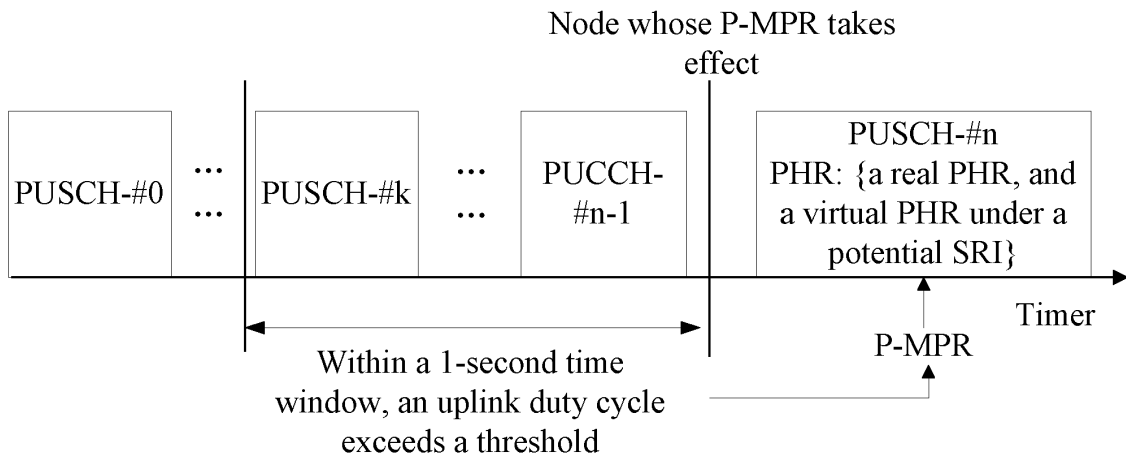 Node whose P-MPR takes
effect
PUSCH-#0
...
...
PUSCH-#k
...
...
PUCCH-
#n-1
PUSCH-#n
PHR: {a real PHR, and
a virtual PHR under a
potential SRI}
Timer
P-MPR
Within a 1-second time
window, an uplink duty cycle
exceeds a threshold